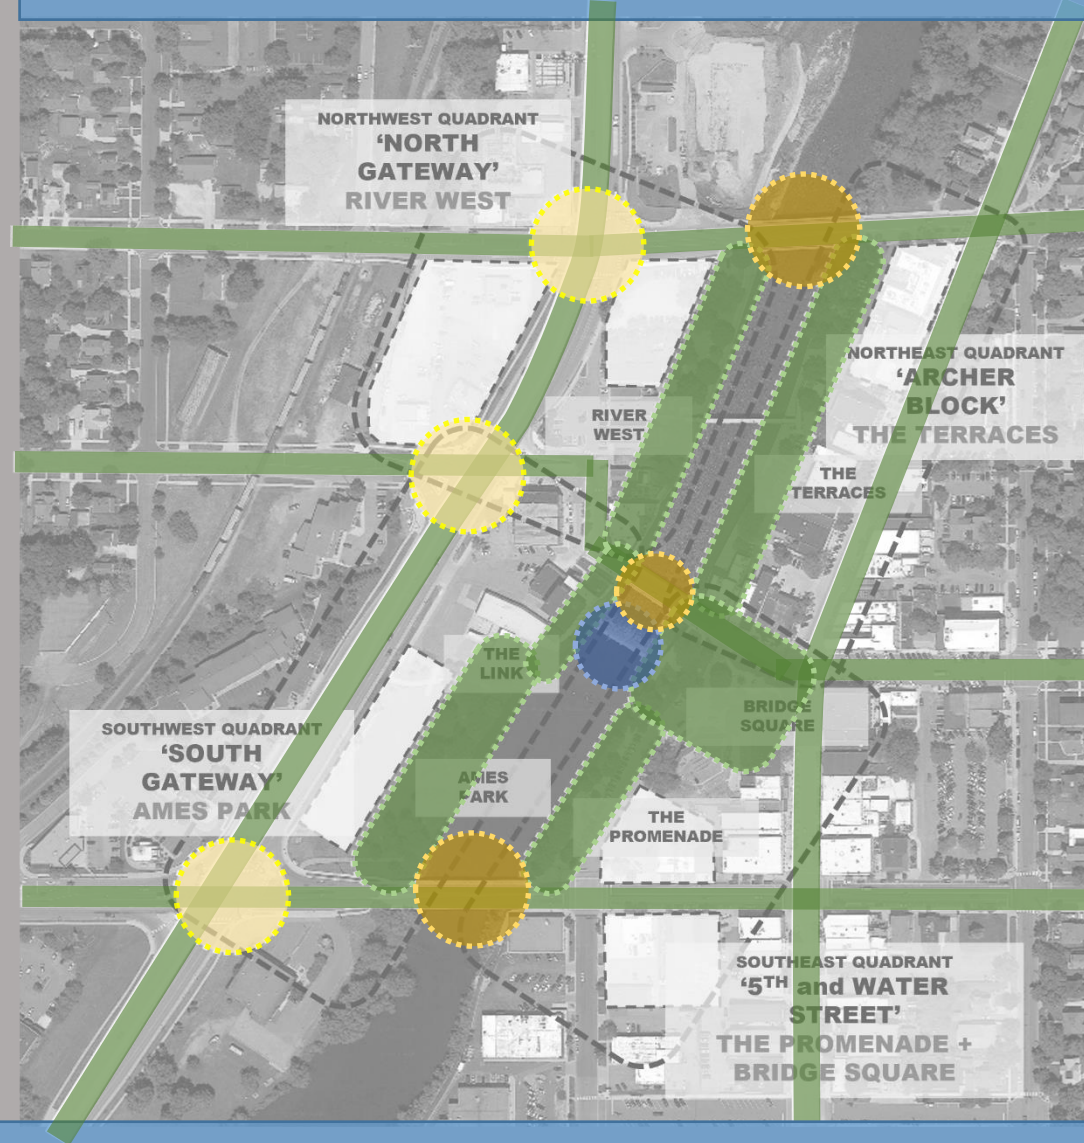 NORTHWEST QUADRANT
‘NORTH
GATEWAY’
RIVER WEST
NORTHEAST QUADRANT
‘ARCHER
BLOCK’
THE TERRACES
RIVER
WEST
THE
TERRACES
THE
LINK
BRIDGE
SQUARE
SOUTHWEST QUADRANT
‘SOUTH
GATEWAY’
AMES PARK
AMES
PARK
THE
PROMENADE
SOUTHEAST QUADRANT
‘5TH and WATER
STREET’
THE PROMENADE +
BRIDGE SQUARE